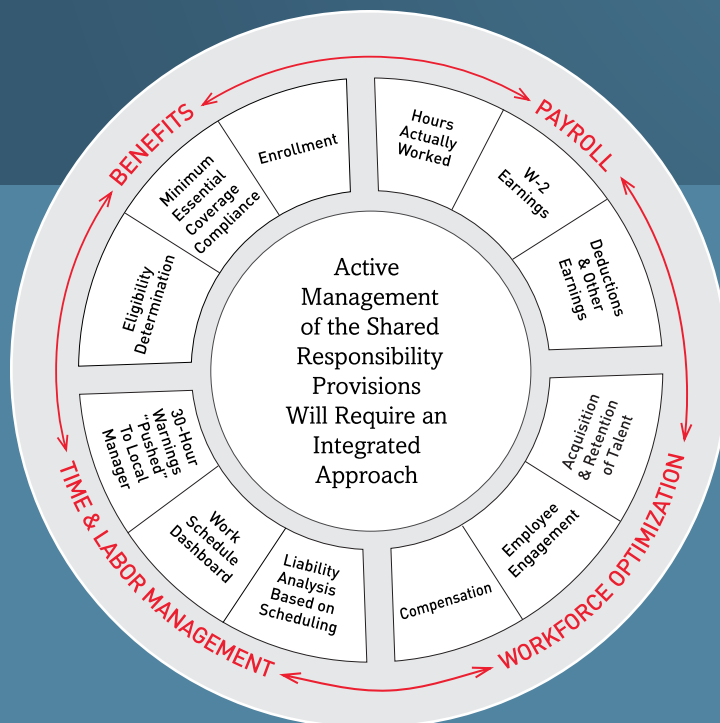 BENEFITS
Enrollment
Minimum
Essential
Coverage
Compliance
Eligibility
Determination
PAYROLL
Hours
Actually
Worked
W-2
Earnings
Deductions
& Other
Earnings
Active
Management
of the Shared
Responsibility
Provisions
Will Require an
Integrated
Approach
TIME & LABOR MANAGEMENT
30-Hour
Warnings
"Pushed"
To Local
Manager
Work
Schedule
Dashboard
Liability
Analysis
Based on
Scheduling
WORKFORCE OPTIMIZATION
Acquisition
& Retention
of Talent
Employee
Engagement
Compensation